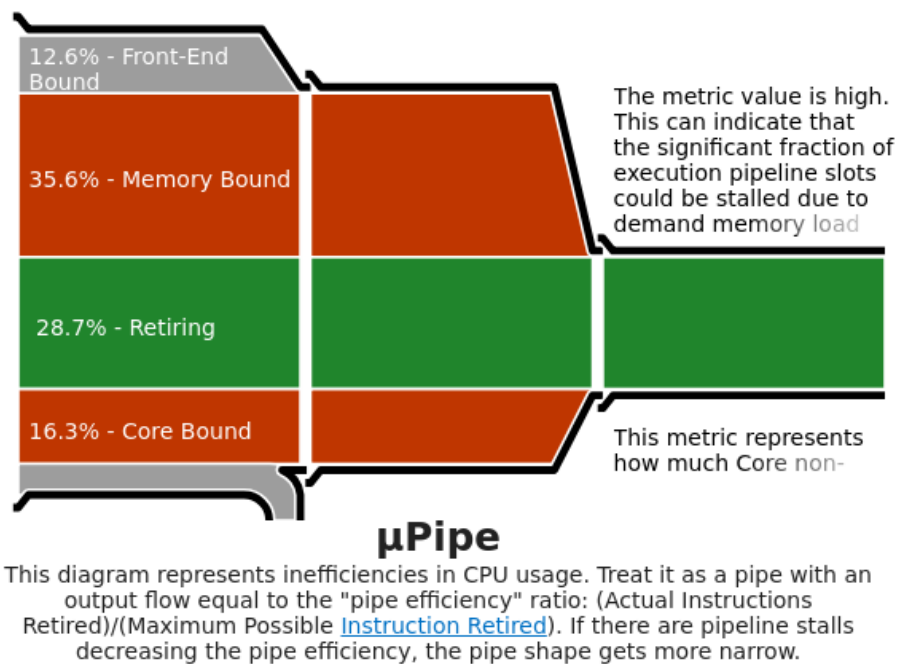 12.6% - Front-End
Bound
35.6% - Memory Bound
28.7% - Retiring
16.3% - Core Bound
The metric value is high.
This can indicate that
the significant fraction of
execution pipeline slots
could be stalled due to
demand memory load
This metric represents
how much Core non-
µPipe
This diagram represents inefficiencies in CPU usage. Treat it as a pipe with an
output flow equal to the "pipe efficiency" ratio: (Actual Instructions
Retired)/(Maximum Possible Instruction Retired). If there are pipeline stalls
decreasing the pipe efficiency, the pipe shape gets more narrow.